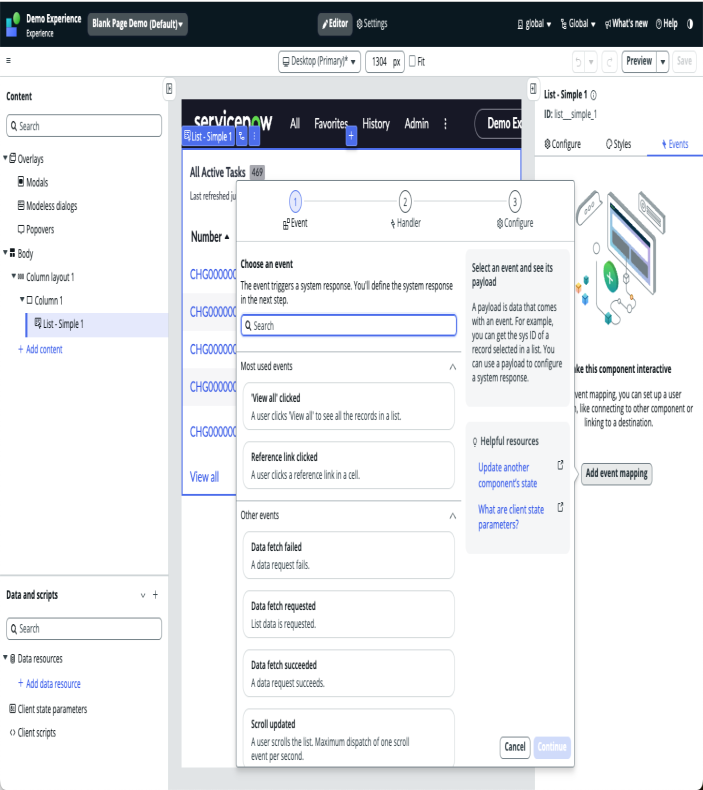 Demo Experience
Experience
Blank Page Demo (Default)
Editor
Settings
global
Global
What's new
Help
Desktop (Primary)*
1304 px
Fit
Preview
Save
Content
Search
Overlays
Modals
Modeless dialogs
Popovers
Body
Column layout 1
Column 1
List - Simple 1
+ Add content
Data and scripts
Search
Data resources
+ Add data resource
Client state parameters
Client scripts
servicenow
All
Favorites
History
Admin
Demo Ex
List - Simple 1
All Active Tasks 469
Last refreshed ju
Number
CHG000000
CHG000000
CHG000000
CHG000000
CHG000000
View all
1
2
3
Event
Handler
Configure
Choose an event
The event triggers a system response. You'll define the system response
in the next step.
Search
Most used events
'View all' clicked
A user clicks 'View all' to see all the records in a list.
Reference link clicked
A user clicks a reference link in a cell.
Other events
Data fetch failed
A data request fails.
Data fetch requested
List data is requested.
Data fetch succeeded
A data request succeeds.
Scroll updated
A user scrolls the list. Maximum dispatch of one scroll
event per second.
Select an event and see its
payload
A payload is data that comes
with an event. For example,
you can get the sys ID of a
record selected in a list. You
can use a payload to configure
a system response.
Helpful resources
Update another
component's state
What are client state
parameters?
Cancel
Continue
List - Simple 1
ID: list__simple_1
Configure
Styles
Events
ke this component interactive
vent mapping, you can set up a user
n, like connecting to other component or
linking to a destination.
Add event mapping